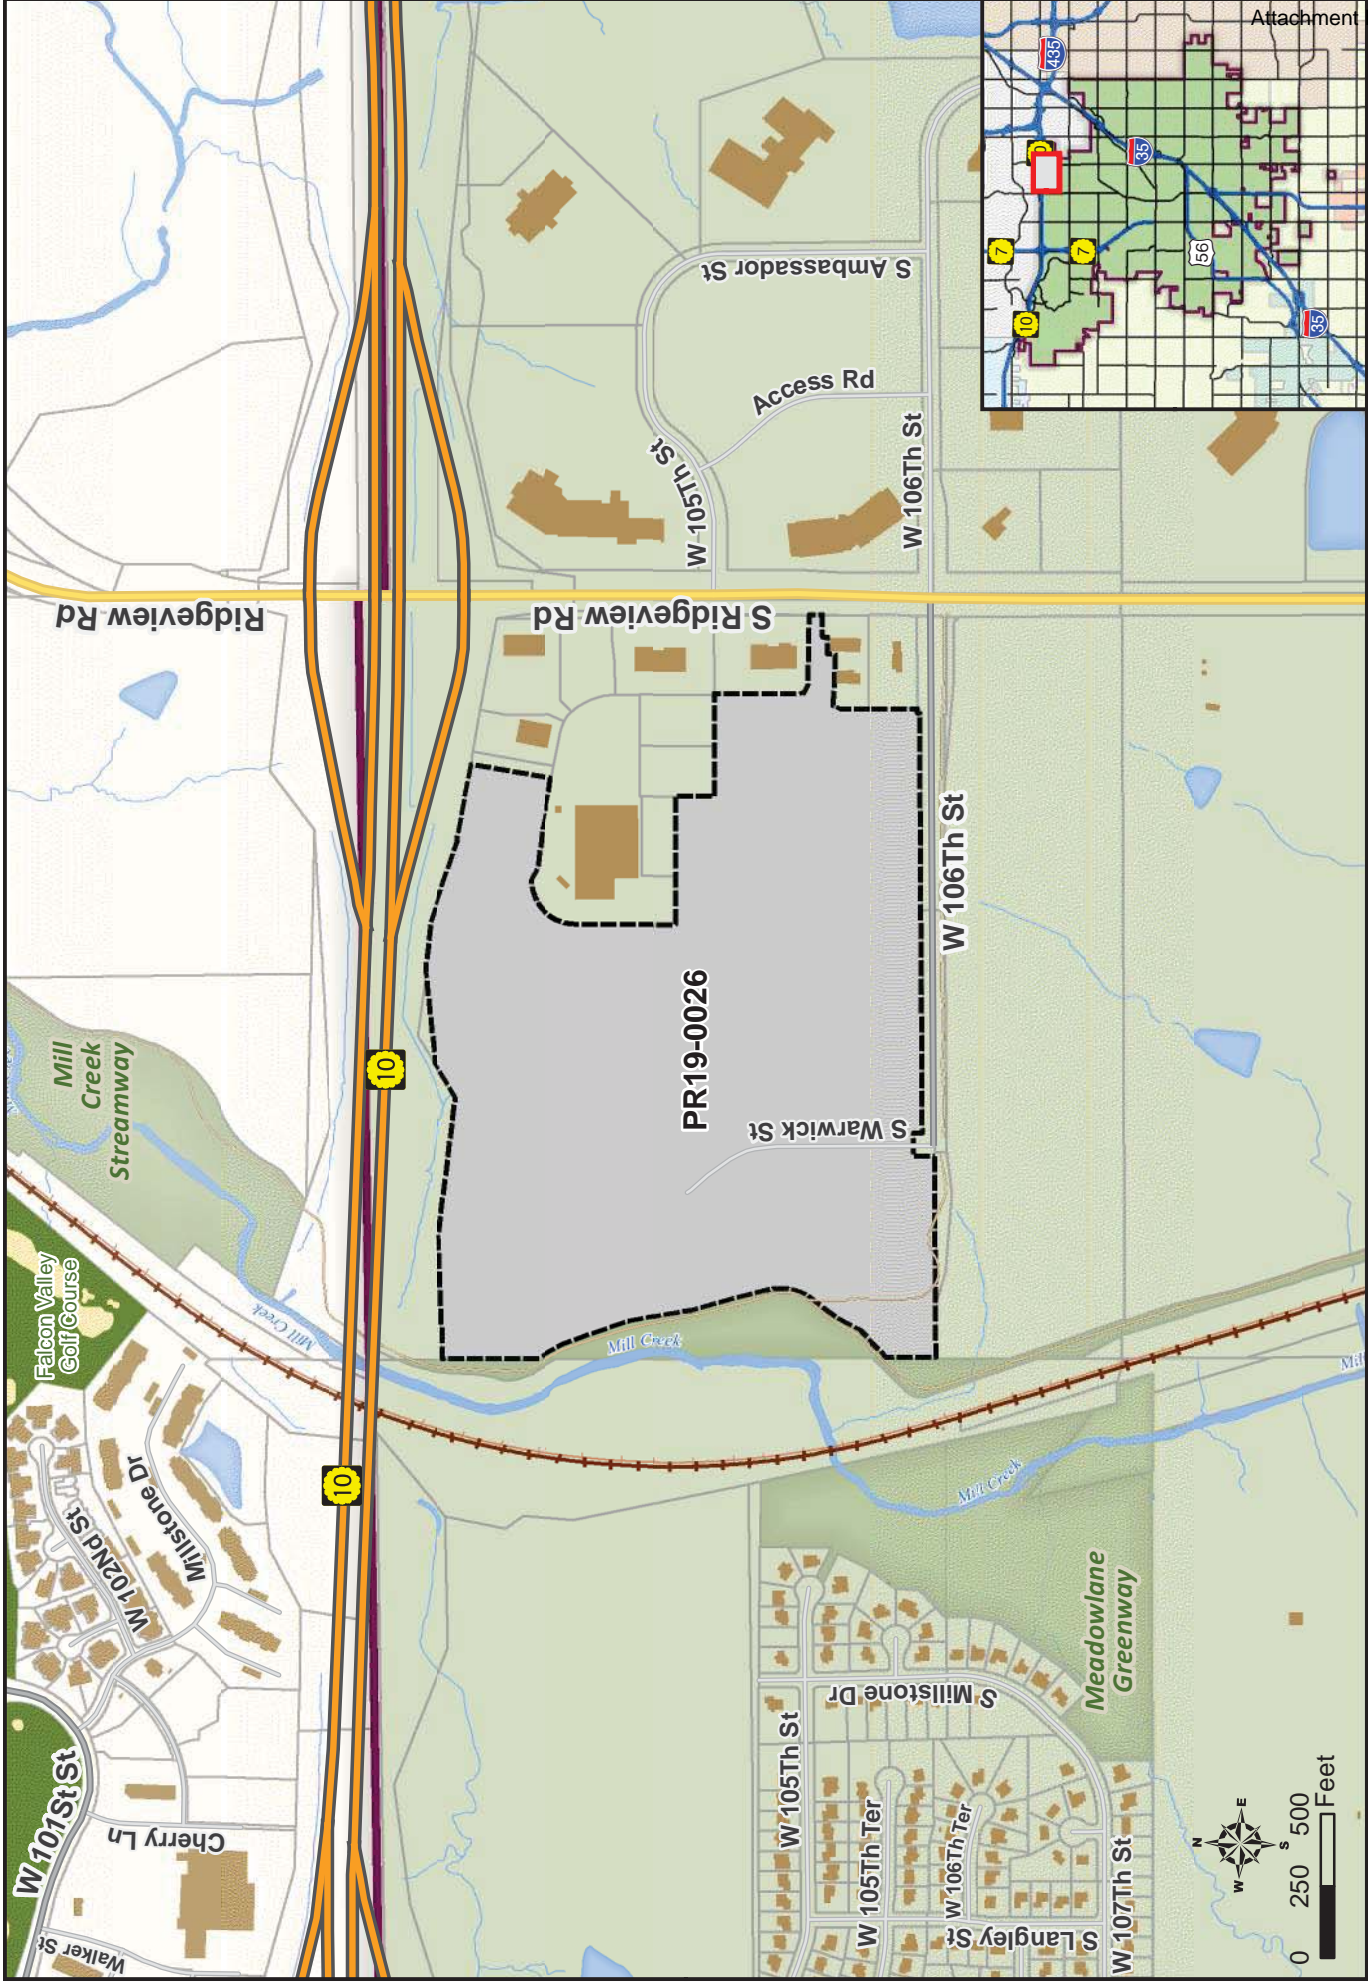 Attachment
435
10
7
7
10
35
56
35
Ridgeview Rd
S Ridgeview Rd
S Ambassador St
Access Rd
W 105Th St
W 106Th St
W 106Th St
PR19-0026
S Warwick St
10
Mill
Creek
Streamway
Falcon Valley
Golf Course
Mill Creek
Mill Creek
Mill Creek
10
W 102Nd St
Millstone Dr
W 101St St
Cherry Ln
Walker St
Meadowlane
Greenway
S Millstone Dr
W 105Th St
W 105Th Ter
W 106Th Ter
S Langley St
W 107Th St
N
W
E
S
0 250 500
Feet